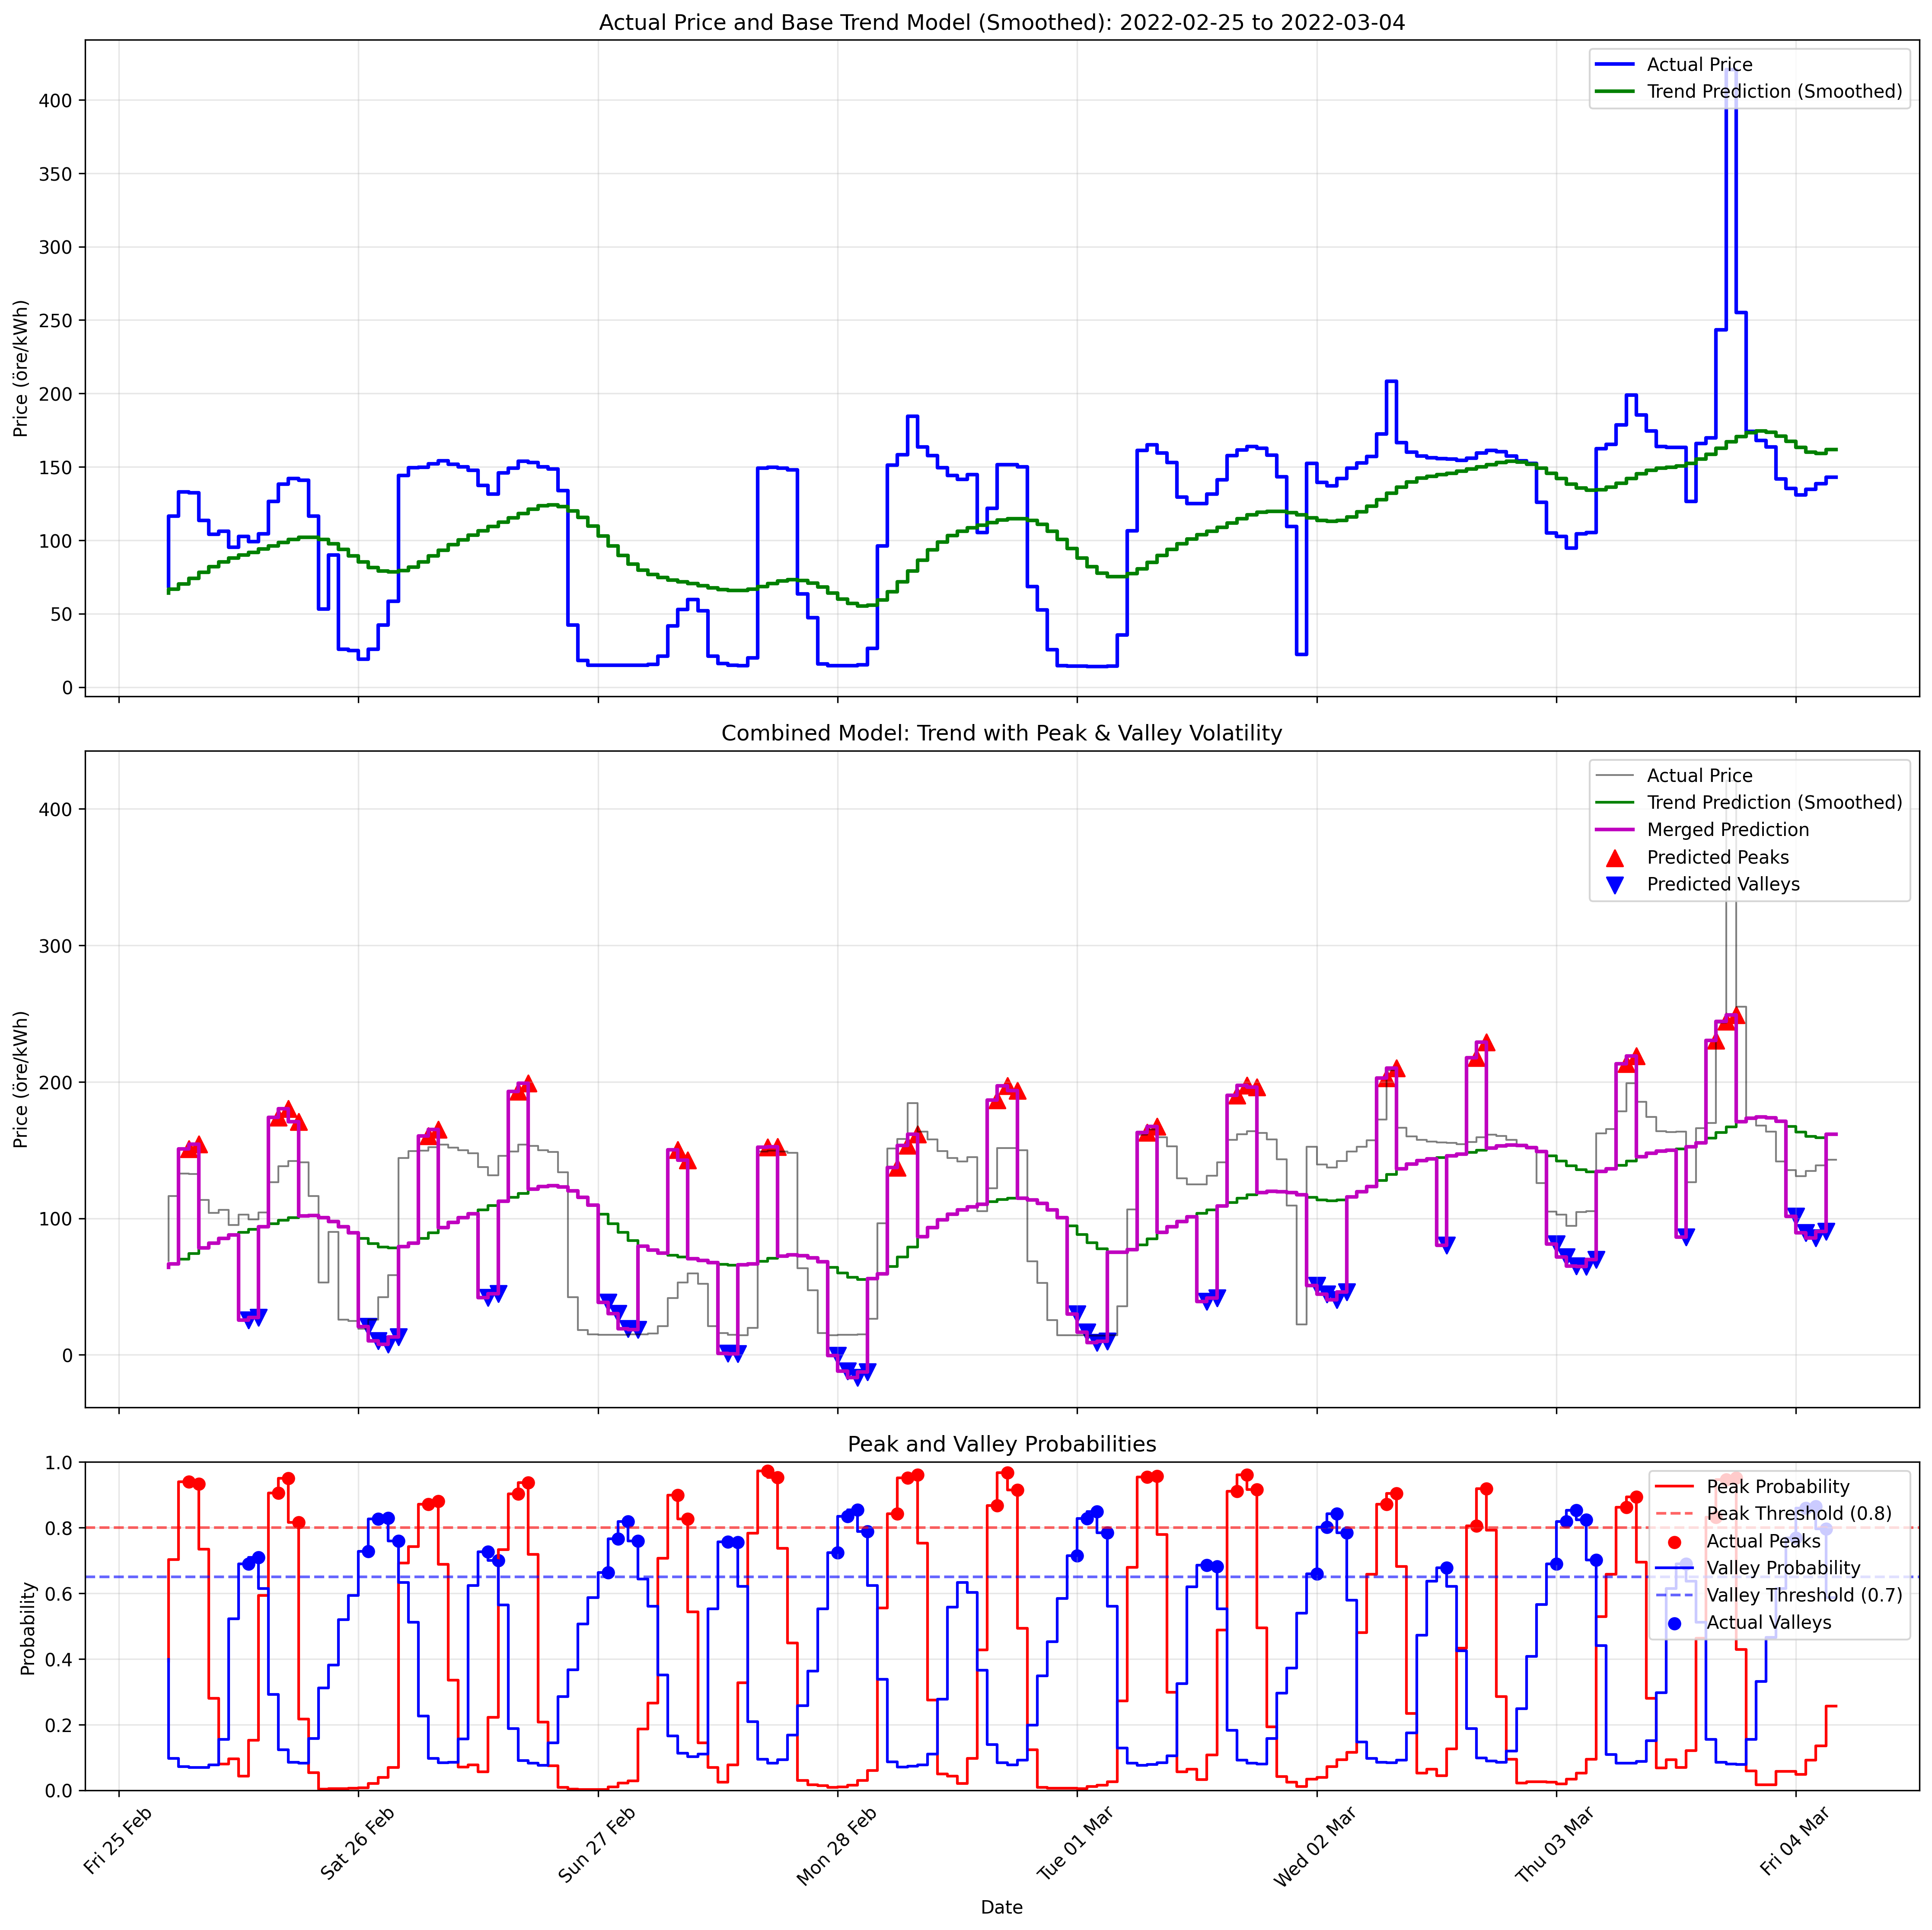 Actual Price and Base Trend Model (Smoothed): 2022-02-25 to 2022-03-04
Price (öre/kWh)
400
350
300
250
200
150
100
50
0
Actual Price
Trend Prediction (Smoothed)
Combined Model: Trend with Peak & Valley Volatility
Price (öre/kWh)
400
300
200
100
0
Actual Price
Trend Prediction (Smoothed)
Merged Prediction
Predicted Peaks
Predicted Valleys
Peak and Valley Probabilities
Probability
1.0
0.8
0.6
0.4
0.2
0.0
Peak Probability
Peak Threshold (0.8)
Actual Peaks
Valley Probability
Valley Threshold (0.7)
Actual Valleys
Fri 25 Feb
Sat 26 Feb
Sun 27 Feb
Mon 28 Feb
Tue 01 Mar
Wed 02 Mar
Thu 03 Mar
Fri 04 Mar
Date